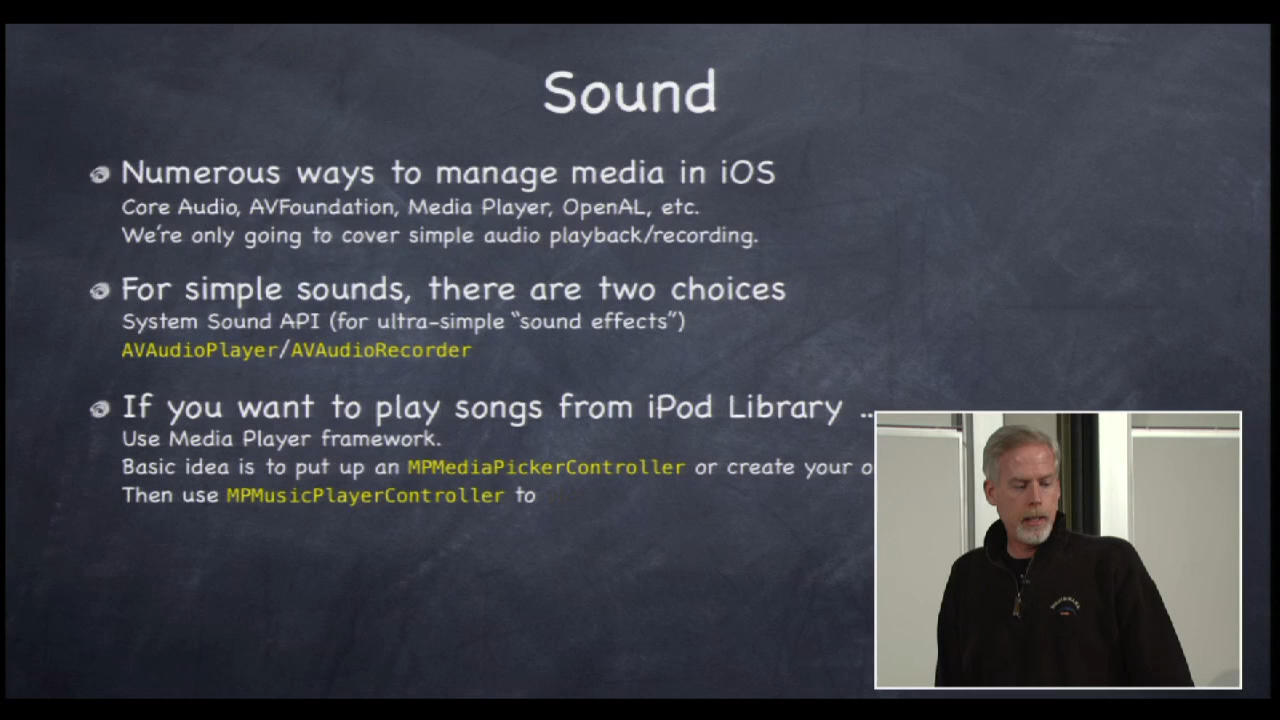 Sound
Numerous ways to manage media in iOS
Core Audio, AVFoundation, Media Player, OpenAL, etc.
We're only going to cover simple audio playback/recording.
For simple sounds, there are two choices
System Sound API (for ultra-simple "sound effects")
AVAudioPlayer/AVAudioRecorder
If you want to play songs from iPod Library ..
Use Media Player framework.
Basic idea is to put up an MPMediaPickerController or create your o
Then use MPMusicPlayerController to